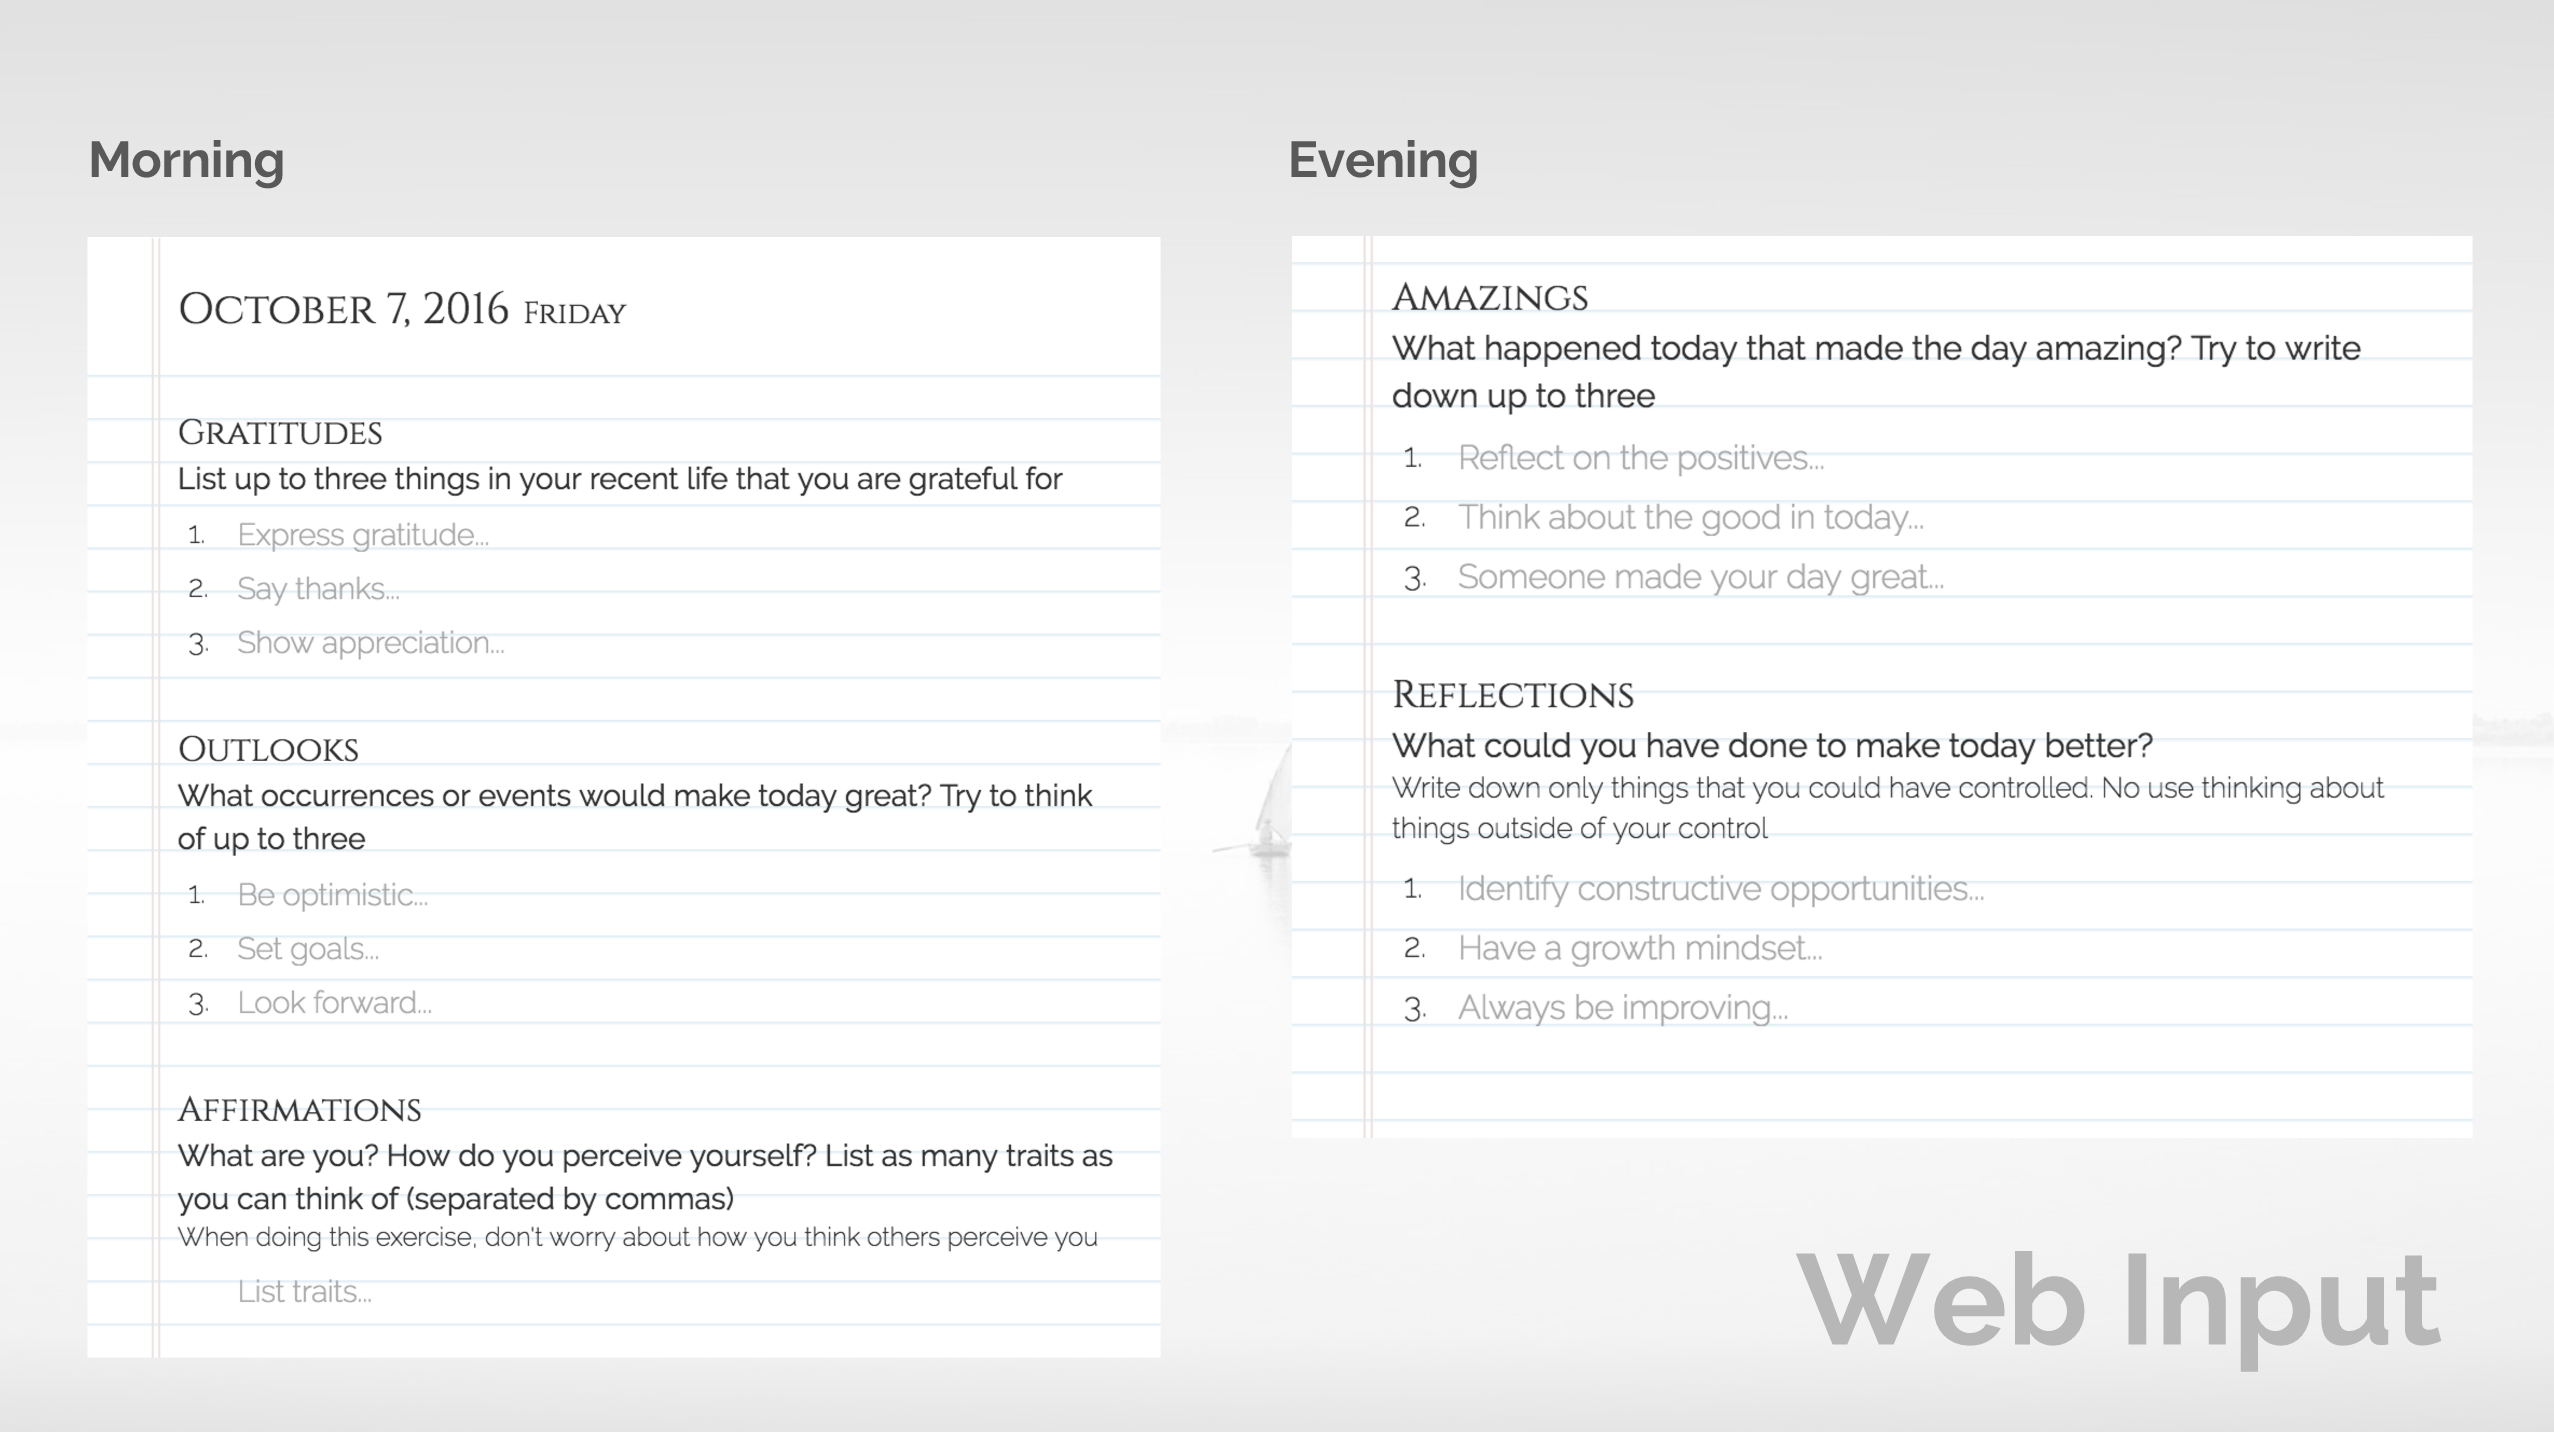 Morning
OCTOBER 7, 2016 FRIDAY
GRATITUDES
List up to three things in your recent life that you are grateful for
1. Express gratitude...
2. Say thanks...
3. Show appreciation...
OUTLOOKS
What occurrences or events would make today great? Try to think
of up to three
1. Be optimistic...
2. Set goals...
3. Look forward...
AFFIRMATIONS
What are you? How do you perceive yourself? List as many traits as
you can think of (separated by commas)
When doing this exercise, don't worry about how you think others perceive you
List traits...
Evening
AMAZINGS
What happened today that made the day amazing? Try to write
down up to three
1. Reflect on the positives...
2. Think about the good in today...
3. Someone made your day great...
REFLECTIONS
What could you have done to make today better?
Write down only things that you could have controlled. No use thinking about
things outside of your control
1. Identify constructive opportunities...
2. Have a growth mindset...
3. Always be improving...
Web Input